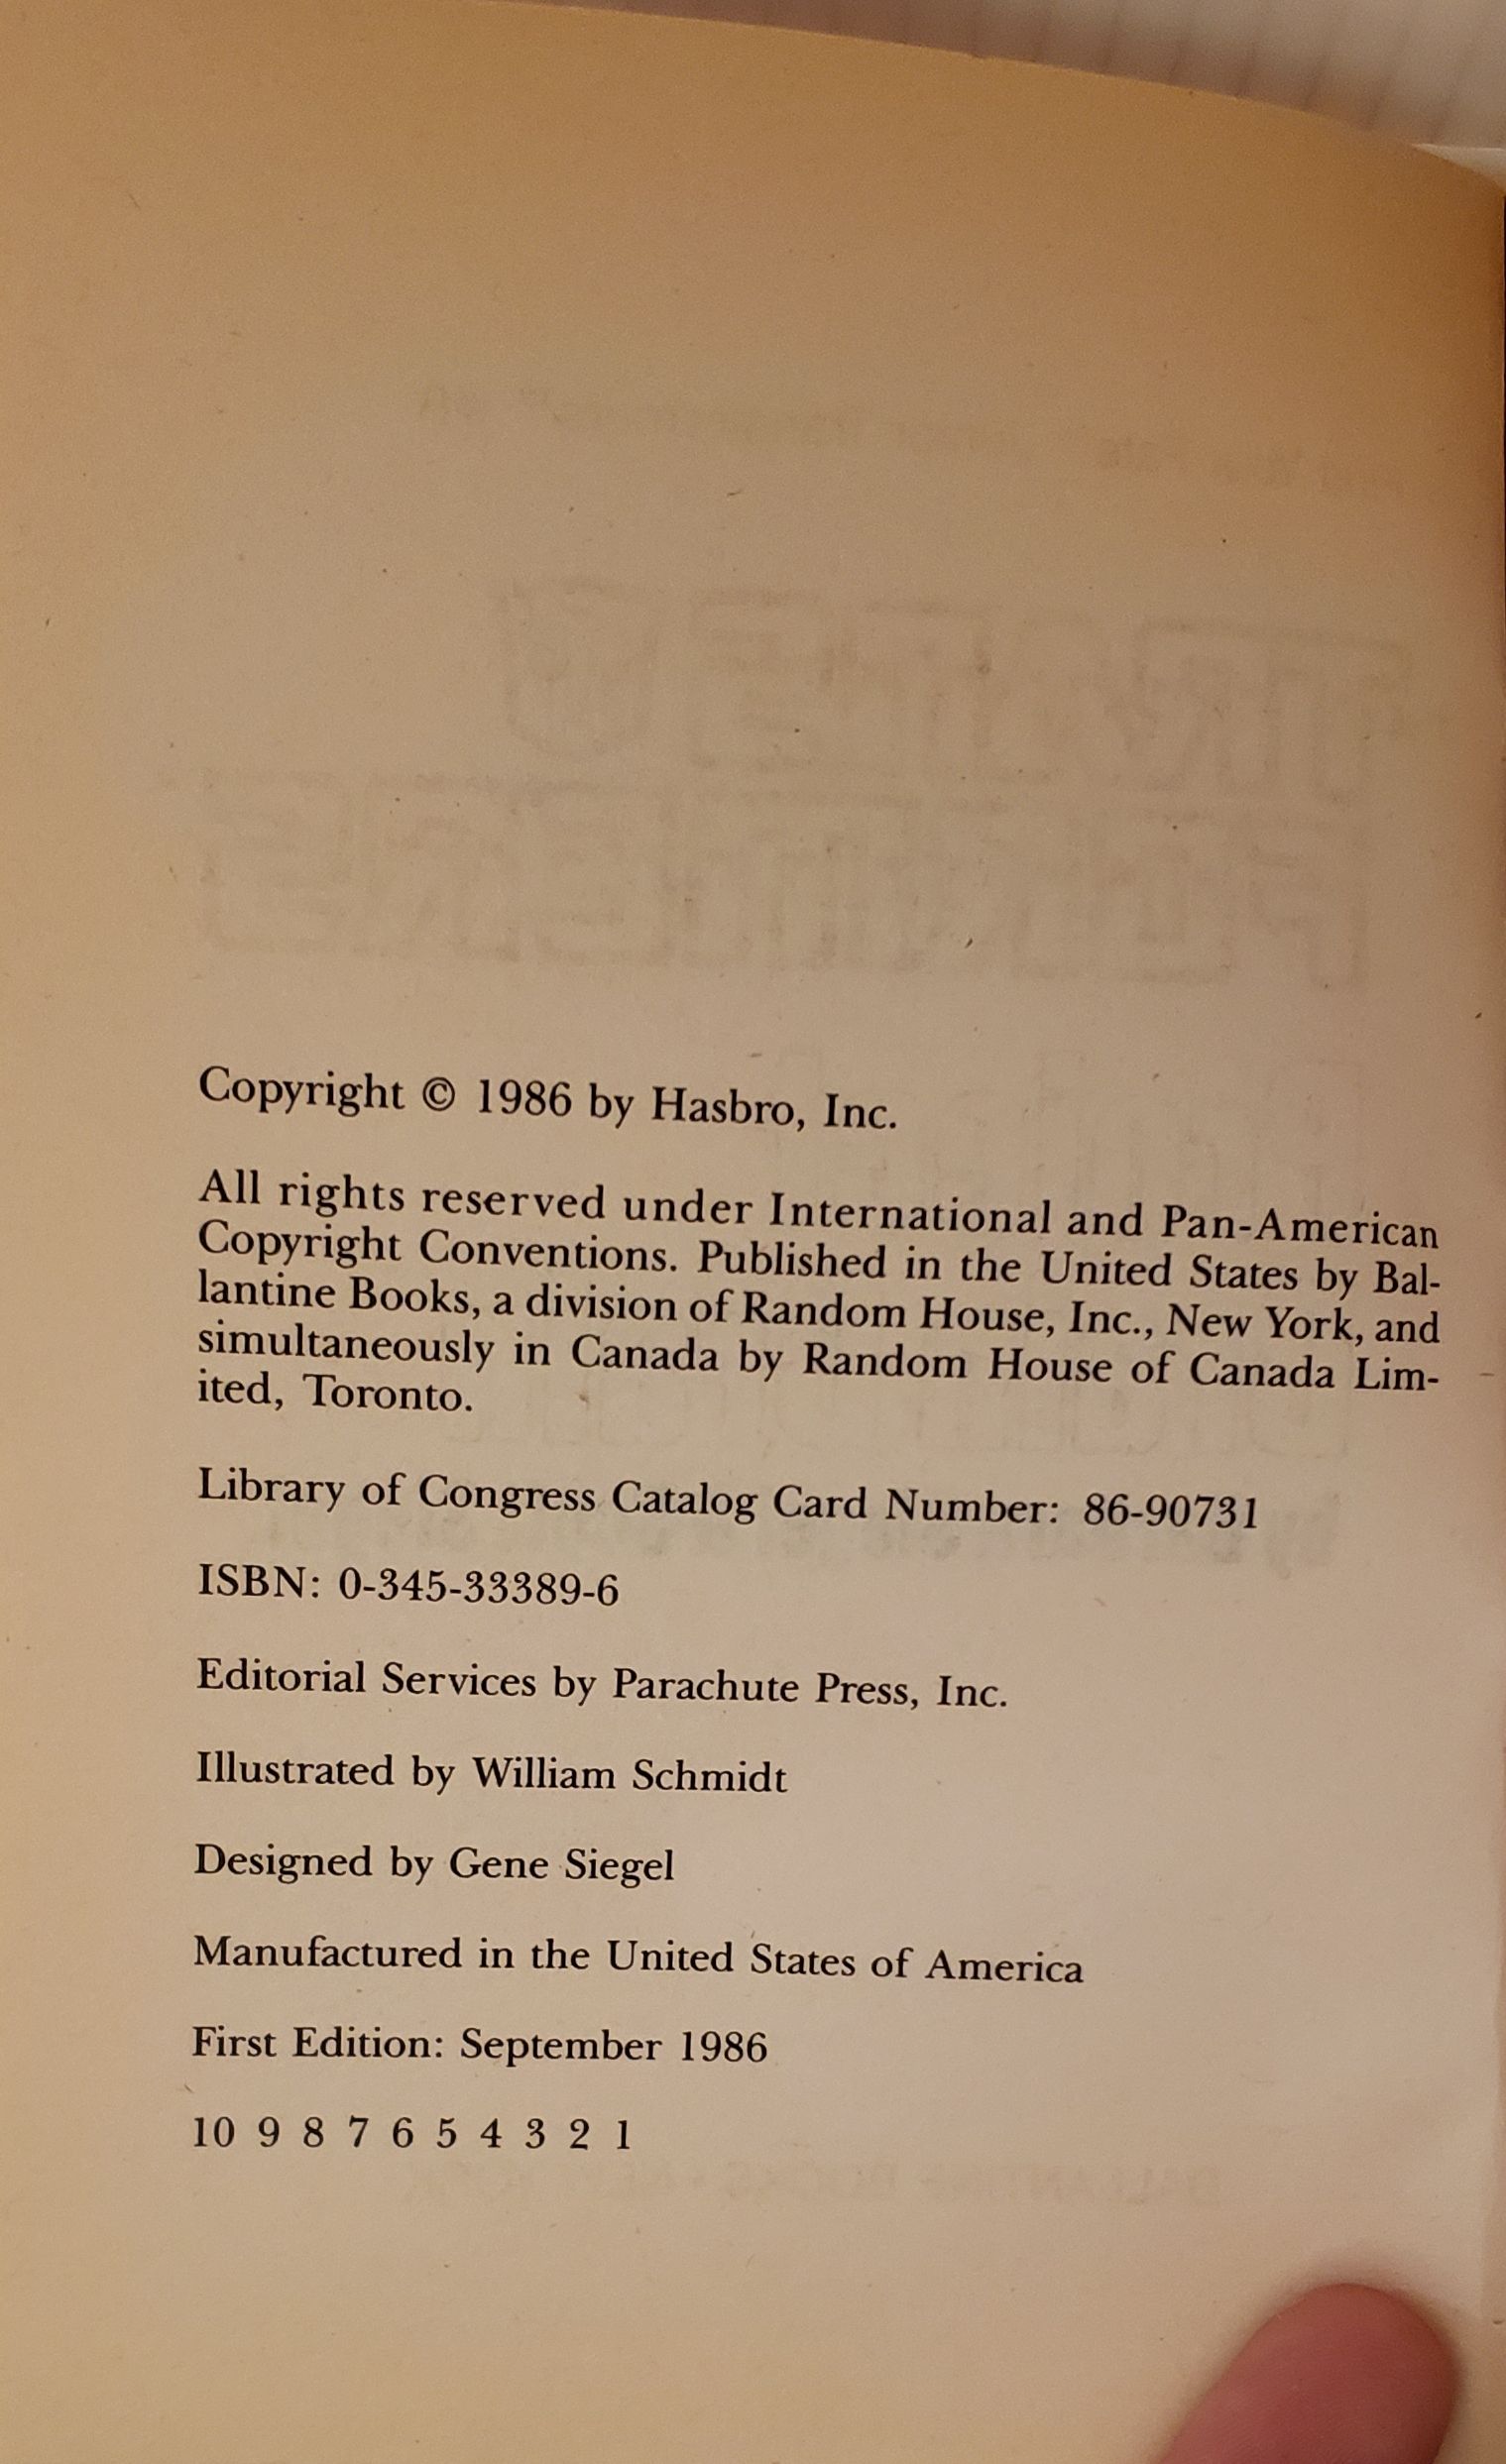 Copyright © 1986 by Hasbro, Inc.
All rights reserved under International and Pan-American
Copyright Conventions. Published in the United States by Bal-
lantine Books, a division of Random House, Inc., New York, and
simultaneously in Canada by Random House of Canada Lim-
ited, Toronto.
Library of Congress Catalog Card Number: 86-90731
ISBN: 0-345-33389-6
Editorial Services by Parachute Press, Inc.
Illustrated by William Schmidt
Designed by Gene Siegel
Manufactured in the United States of America
First Edition: September 1986
10 9 8 7 6 5 4 3 2 1